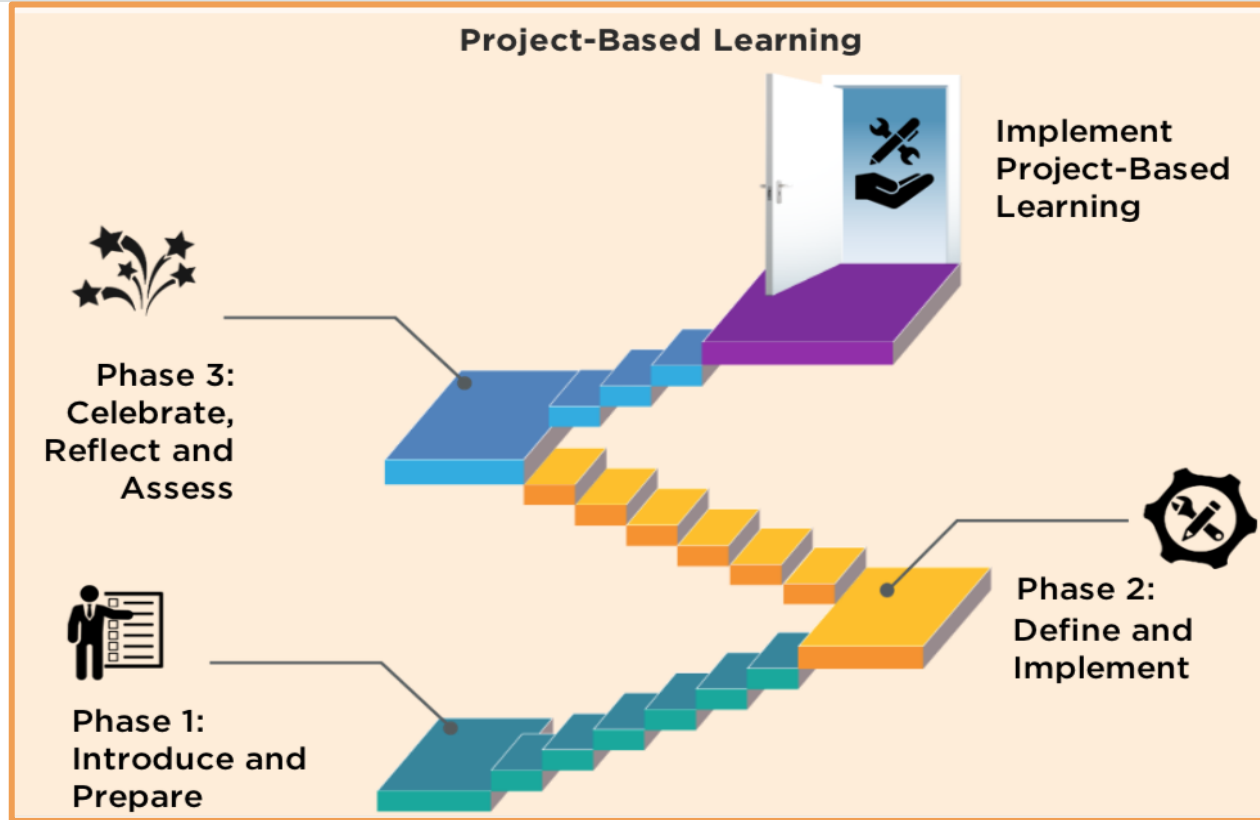 Project-Based Learning
Implement
Project-Based
Learning
Phase 3:
Celebrate,
Reflect and
Assess
Phase 2:
Define and
Implement
Phase 1:
Introduce and
Prepare